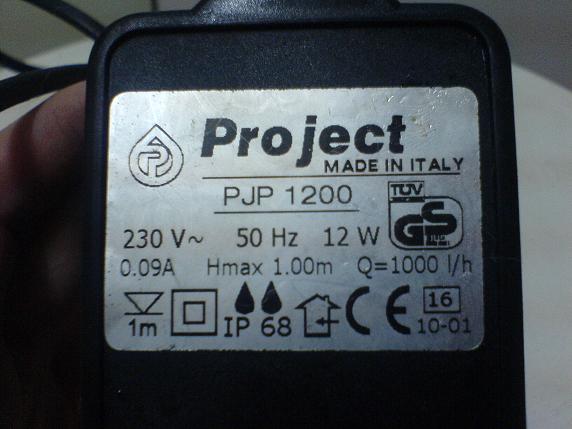 Project
MADE IN ITALY
PJP 1200
TÜV
GS
230 V~ 50 Hz 12 W
0.09A Hmax 1.00m Q=1000 l/h
1m IP 68 CE 16
10-01